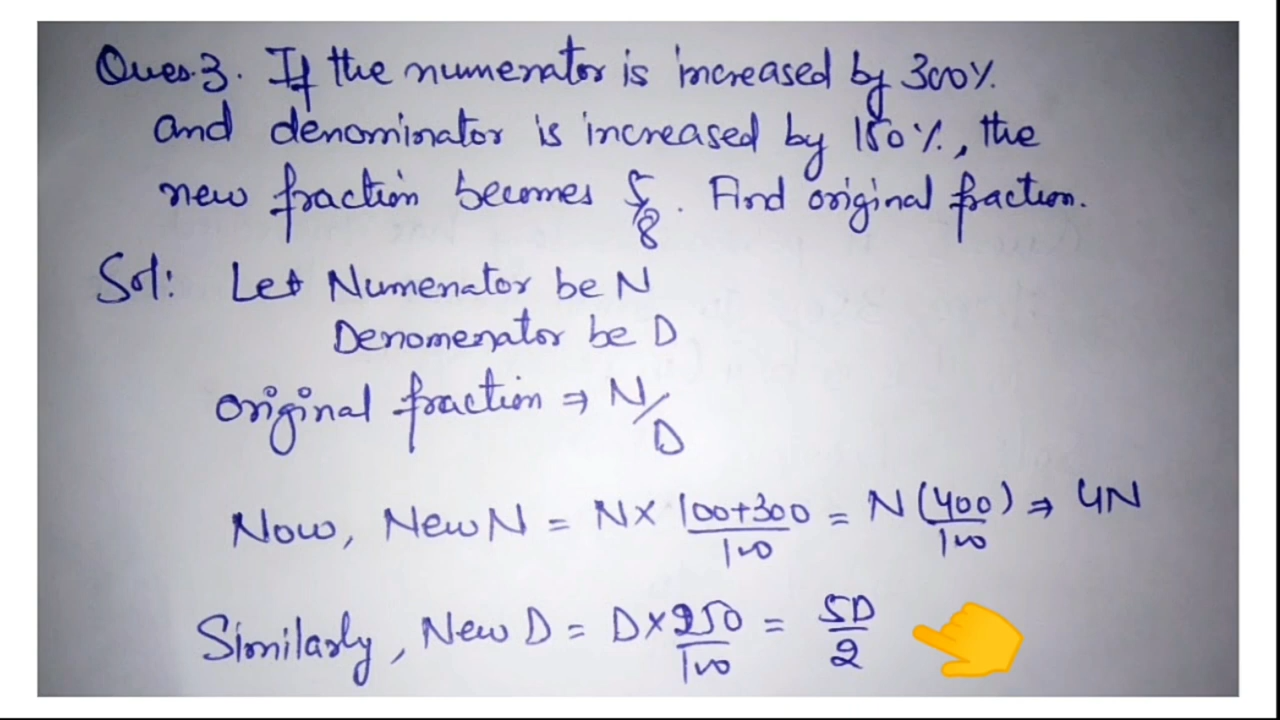 Ques.3. If the numerator is increased by 300%
and denominator is increased by 150%, the
new fraction becomes 5/8. Find original fraction.
Sol: Let Numenator be N
Denomenator be D
Original fraction ⇒ N/D
Now, New N = N× 100+300/100 = N(400/100) ⇒ 4N
Similarly, New D = D×250/100 = 5D/2